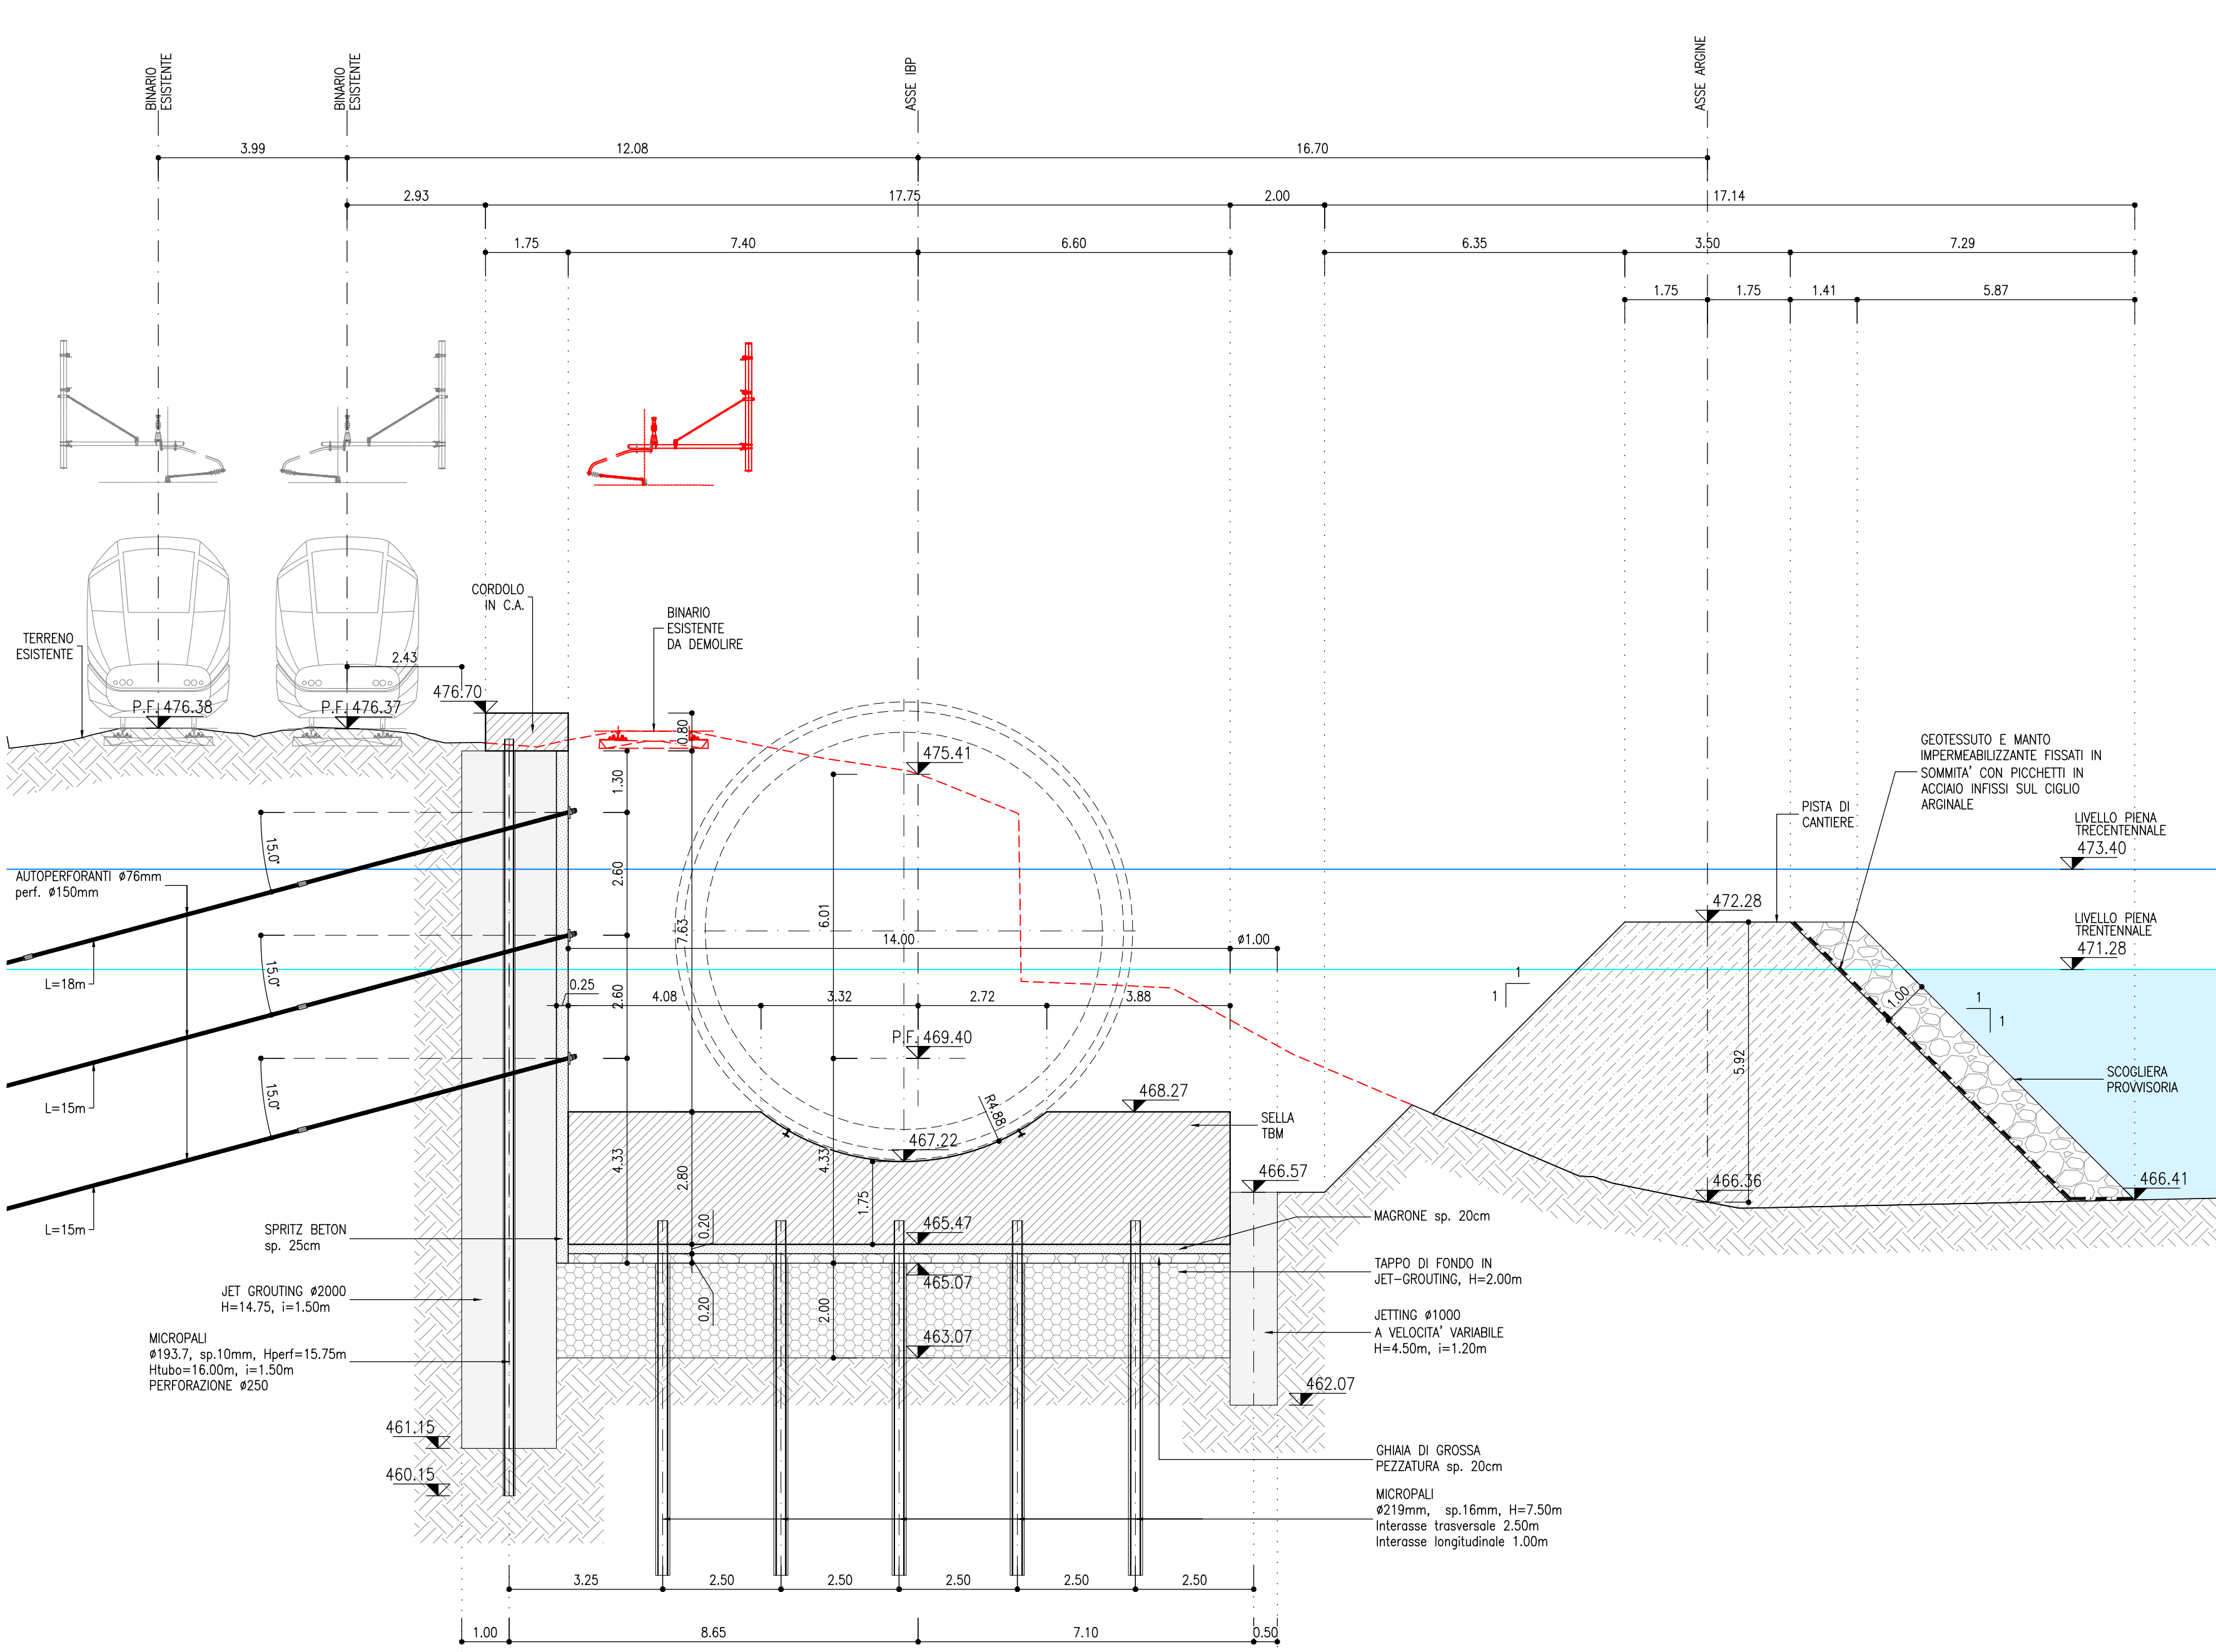 BINARIO
ESISTENTE
BINARIO
ESISTENTE
ASSE IBP
ASSE ARGINE
3.99
12.08
16.70
2.93
17.75
2.00
17.14
1.75
7.40
6.60
6.35
3.50
7.29
1.75
1.75
1.41
5.87
CORDOLO
IN C.A.
BINARIO
ESISTENTE
DA DEMOLIRE
TERRENO
ESISTENTE
2.43
476.70
P.F. 476.38
P.F. 476.37
0.80
475.41
GEOTESSUTO E MANTO
IMPERMEABILIZZANTE FISSATI IN
SOMMITA' CON PICCHETTI IN
ACCIAIO INFISSI SUL CIGLIO
ARGINALE
1.30
PISTA DI
CANTIERE
LIVELLO PIENA
TRECENTENNALE
473.40
15.0°
AUTOPERFORANTI ø76mm
perf. ø150mm
2.60
472.28
6.01
7.63
LIVELLO PIENA
TRENTENNALE
471.28
14.00
ø1.00
L=18m
15.0°
0.25
2.60
4.08
3.32
2.72
3.88
1
1
1.00
1
1
P.F. 469.40
5.92
SCOGLIERA
PROVVISORIA
L=15m
15.0°
R4.88
468.27
SELLA
TBM
467.22
4.33
2.80
4.33
1.75
466.57
466.36
466.41
L=15m
SPRITZ BETON
sp. 25cm
0.20
465.47
MAGRONE sp. 20cm
465.07
TAPPO DI FONDO IN
JET-GROUTING, H=2.00m
JET GROUTING ø2000
H=14.75, i=1.50m
0.20
2.00
JETTING ø1000
A VELOCITA' VARIABILE
H=4.50m, i=1.20m
MICROPALI
ø193.7, sp.10mm, Hperf=15.75m
Htubo=16.00m, i=1.50m
PERFORAZIONE ø250
463.07
462.07
461.15
460.15
GHIAIA DI GROSSA
PEZZATURA sp. 20cm
MICROPALI
ø219mm, sp.16mm, H=7.50m
Interasse trasversale 2.50m
Interasse longitudinale 1.00m
3.25
2.50
2.50
2.50
2.50
2.50
1.00
8.65
7.10
0.50